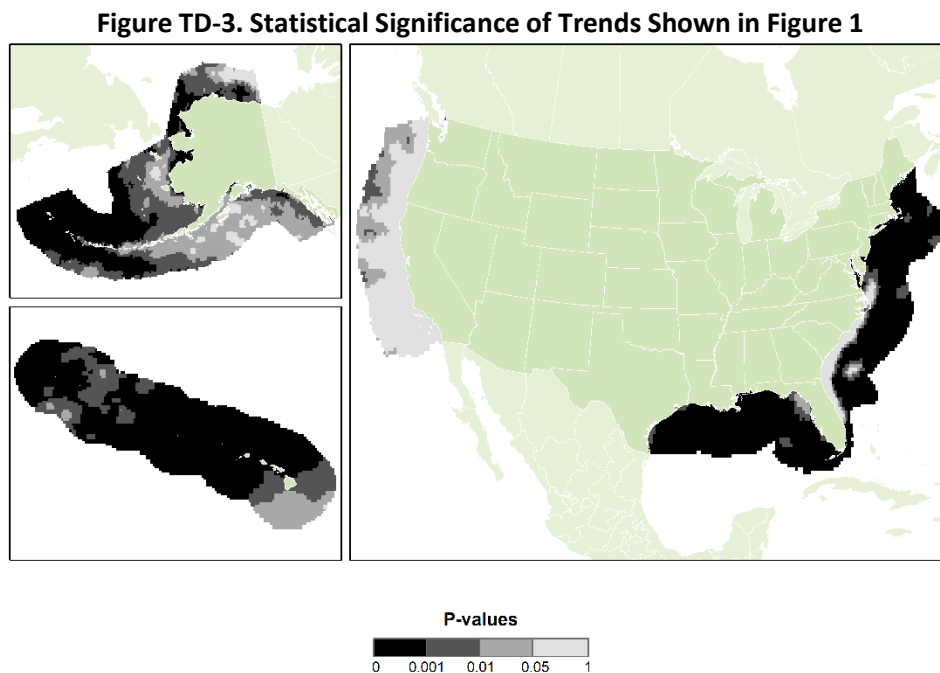 Figure TD-3. Statistical Significance of Trends Shown in Figure 1
P-values
0 0.001 0.01 0.05 1